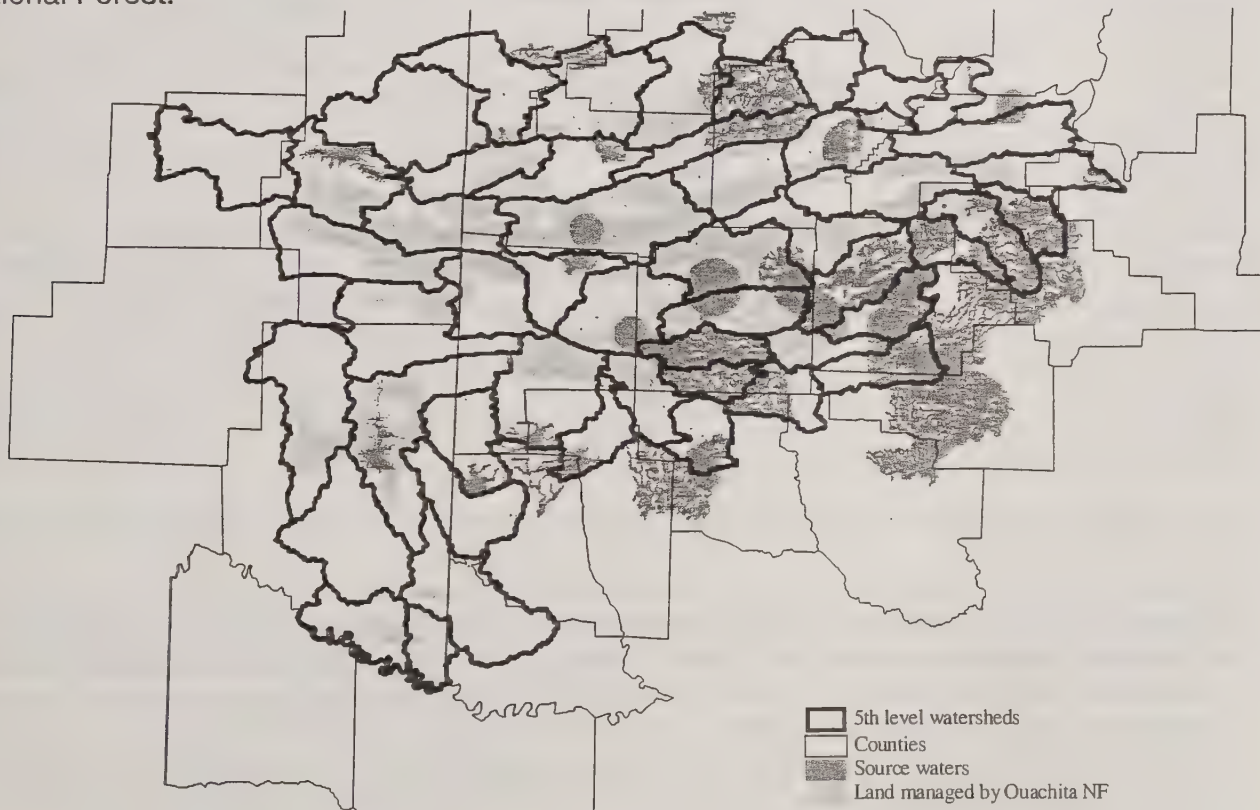 ional Forest.
5th level watersheds
Counties
Source waters
Land managed by Ouachita NF